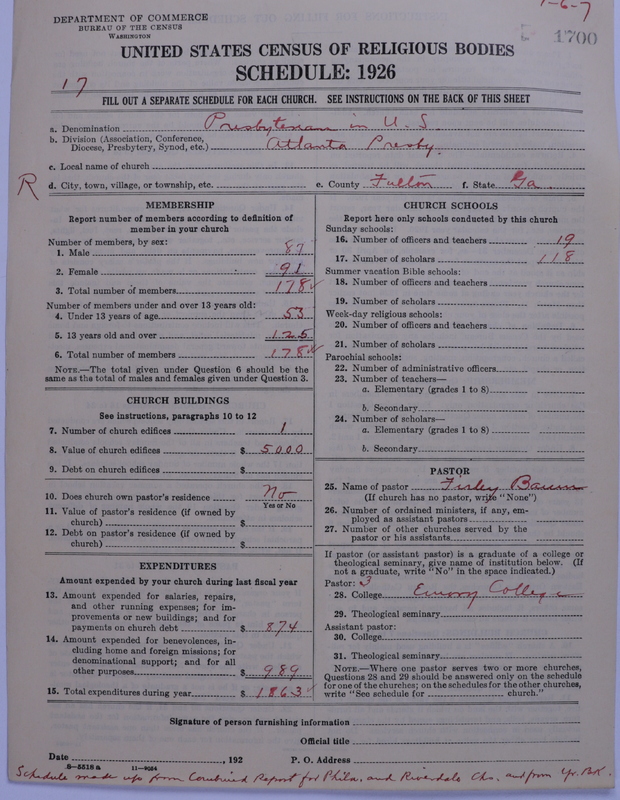 1-6-7
DEPARTMENT OF COMMERCE
BUREAU OF THE CENSUS
WASHINGTON
1700
UNITED STATES CENSUS OF RELIGIOUS BODIES
SCHEDULE: 1926
17
FILL OUT A SEPARATE SCHEDULE FOR EACH CHURCH. SEE INSTRUCTIONS ON THE BACK OF THIS SHEET
a. Denomination Presbyterian in U. S.
b. Division (Association, Conference,
Diocese, Presbytery, Synod, etc.) Atlanta Presby.
c. Local name of church
R d. City, town, village, or township, etc. e. County Fulton f. State Ga
MEMBERSHIP
Report number of members according to definition of
member in your church
Number of members, by sex:
1. Male 87
2. Female 91
3. Total number of members 178
Number of members under and over 13 years old:
4. Under 13 years of age 53
5. 13 years old and over 125
6. Total number of members 178
NOTE.—The total given under Question 6 should be
same as the total of males and females given under Question 3.
CHURCH BUILDINGS
See instructions, paragraphs 10 to 12
7. Number of church edifices 1
8. Value of church edifices $ 5000
9. Debt on church edifices $
10. Does church own pastor's residence No
Yes or No
11. Value of pastor's residence (if owned by
church) $
12. Debt on pastor's residence (if owned by
church) $
EXPENDITURES
Amount expended by your church during last fiscal year
13. Amount expended for salaries, repairs,
and other running expenses; for im-
provements or new buildings; and for
payments on church debt $ 874
14. Amount expended for benevolences, in-
cluding home and foreign missions; for
denominational support; and for all
other purposes $ 989
15. Total expenditures during year $ 1863
CHURCH SCHOOLS
Report here only schools conducted by this church
Sunday schools:
16. Number of officers and teachers 19
17. Number of scholars 118
Summer vacation Bible schools:
18. Number of officers and teachers
19. Number of scholars
Week-day religious schools:
20. Number of officers and teachers
21. Number of scholars
Parochial schools:
22. Number of administrative officers
23. Number of teachers—
a. Elementary (grades 1 to 8)
b. Secondary
24. Number of scholars—
a. Elementary (grades 1 to 8)
b. Secondary
PASTOR
25. Name of pastor Finley Baum
(If church has no pastor, write "None")
26. Number of ordained ministers, if any, em-
ployed as assistant pastors
27. Number of other churches served by the
pastor or his assistants
If pastor (or assistant pastor) is a graduate of a college or
theological seminary, give name of institution below. (If
not a graduate, write "No" in the space indicated.)
Pastor: 3
28. College Emory College
29. Theological seminary
Assistant pastor:
30. College
31. Theological seminary
NOTE.—Where one pastor serves two or more churches,
Questions 28 and 29 should be answered only on the schedule
for one of the churches; on the schedules for the other churches,
write "See schedule for church."
Signature of person furnishing information
Official title
Date , 192 P. O. Address
8—5518 a 11—9094
Schedule made up from Combined Report for Phila. and Riverdale Chs. and from Yr. Bk.